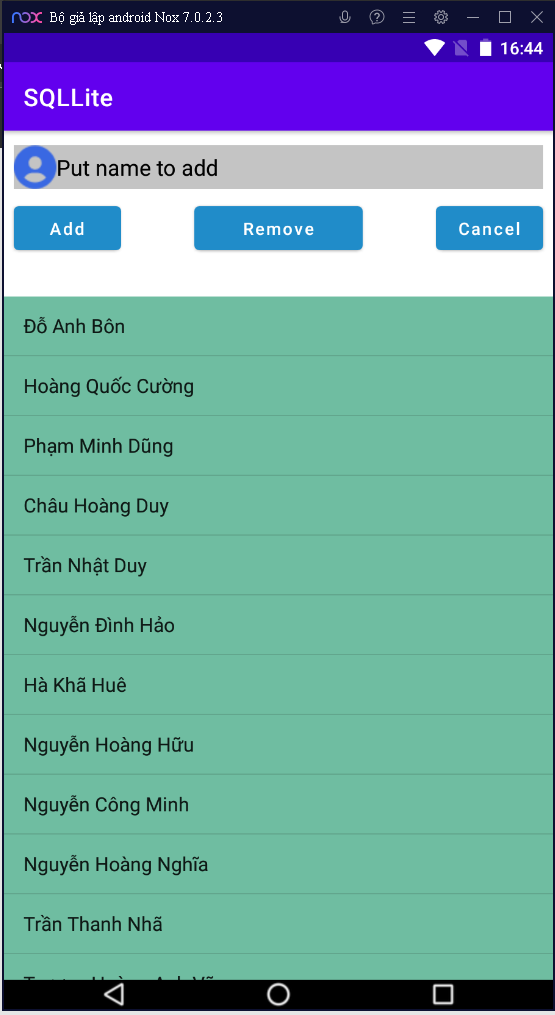 nox Bộ giả lập android Nox 7.0.2.3
16:44
SQLLite
Put name to add
Add Remove Cancel
Đỗ Anh Bôn
Hoàng Quốc Cường
Phạm Minh Dũng
Châu Hoàng Duy
Trần Nhật Duy
Nguyễn Đình Hảo
Hà Khã Huê
Nguyễn Hoàng Hữu
Nguyễn Công Minh
Nguyễn Hoàng Nghĩa
Trần Thanh Nhã